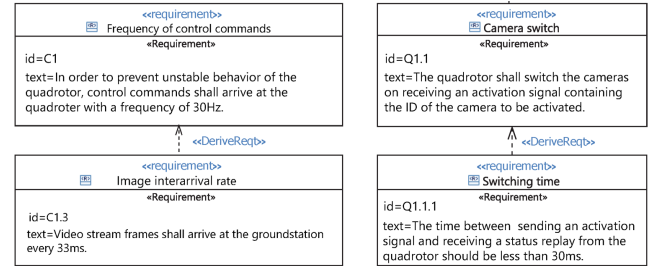 «requirement»
Frequency of control commands
«Requirement»
id=C1
text=In order to prevent unstable behavior of the
quadrotor, control commands shall arrive at the
quadroter with a frequency of 30Hz.
«DeriveReqt»
«requirement»
Image interarrival rate
«Requirement»
id=C1.3
text=Video stream frames shall arrive at the groundstation
every 33ms.
«requirement»
Camera switch
«Requirement»
id=Q1.1
text=The quadrotor shall switch the cameras
on receiving an activation signal containing
the ID of the camera to be activated.
«DeriveReqt»
«requirement»
Switching time
«Requirement»
id=Q1.1.1
text=The time between sending an activation
signal and receiving a status replay from the
quadrotor should be less than 30ms.